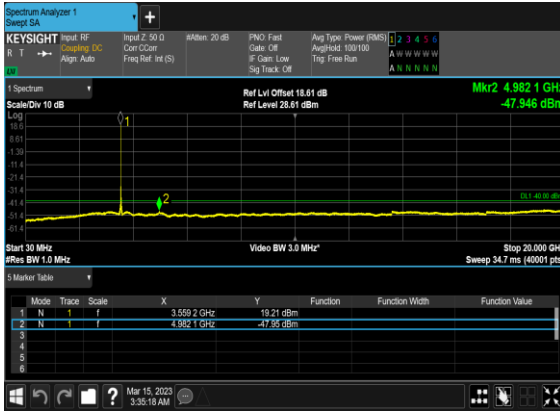 Spectrum Analyzer 1
Swept SA
+
KEYSIGHT Input: RF Input Z: 50 Ω #Atten: 20 dB PNO: Fast Avg Type: Power (RMS) 1 2 3 4 5 6
R T Coupling: DC Corr CCorr Gate: Off Avg|Hold: 100/100 A W W W W W
Align: Auto Freq Ref: Int (S) IF Gain: Low Trig: Free Run
Sig Track: Off A N N N N N
1 Spectrum
Ref Lvl Offset 18.61 dB Mkr2 4.982 1 GHz
Scale/Div 10 dB Ref Level 28.61 dBm -47.946 dBm
Log
1
18.6
8.61
-1.39
-11.4
-21.4
-31.4
2
DL1 -40.00 dBm
-41.4
-51.4
-61.4
Start 30 MHz Video BW 3.0 MHz* Stop 20.000 GHz
#Res BW 1.0 MHz Sweep 34.7 ms (40001 pts)
5 Marker Table
Mode Trace Scale X Y Function Function Width Function Value
1 N 1 f 3.559 2 GHz 19.21 dBm
2 N 1 f 4.982 1 GHz -47.95 dBm
3
4
5
6
? Mar 15, 2023
3:35:18 AM